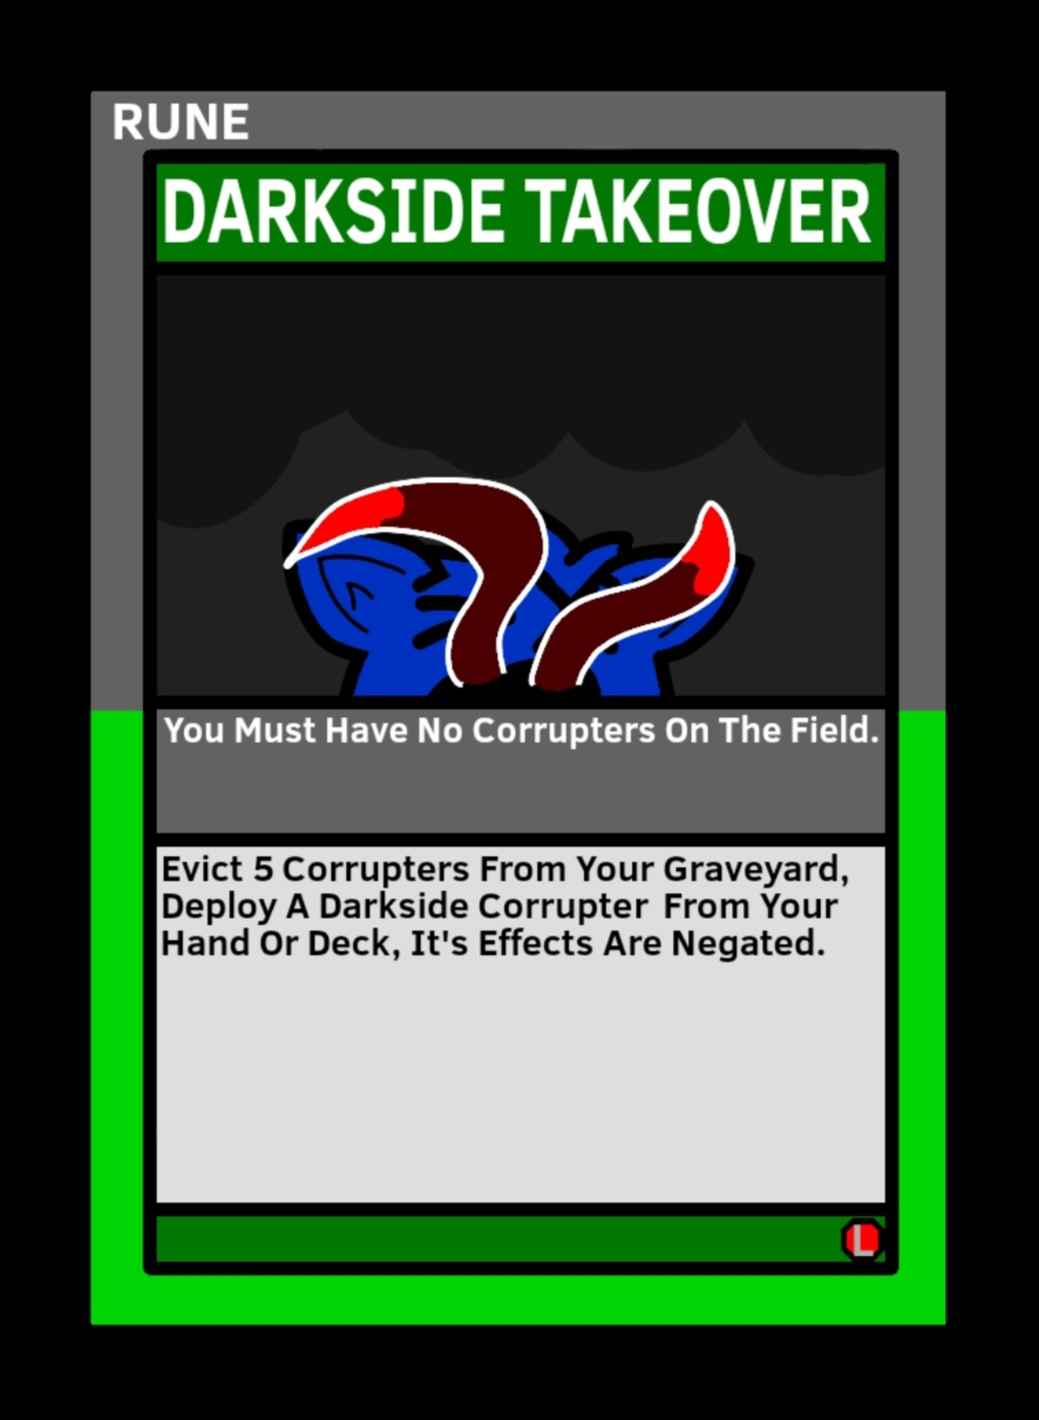 RUNE
DARKSIDE TAKEOVER
You Must Have No Corrupters On The Field.
Evict 5 Corrupters From Your Graveyard,
Deploy A Darkside Corrupter From Your
Hand Or Deck, It's Effects Are Negated.
L